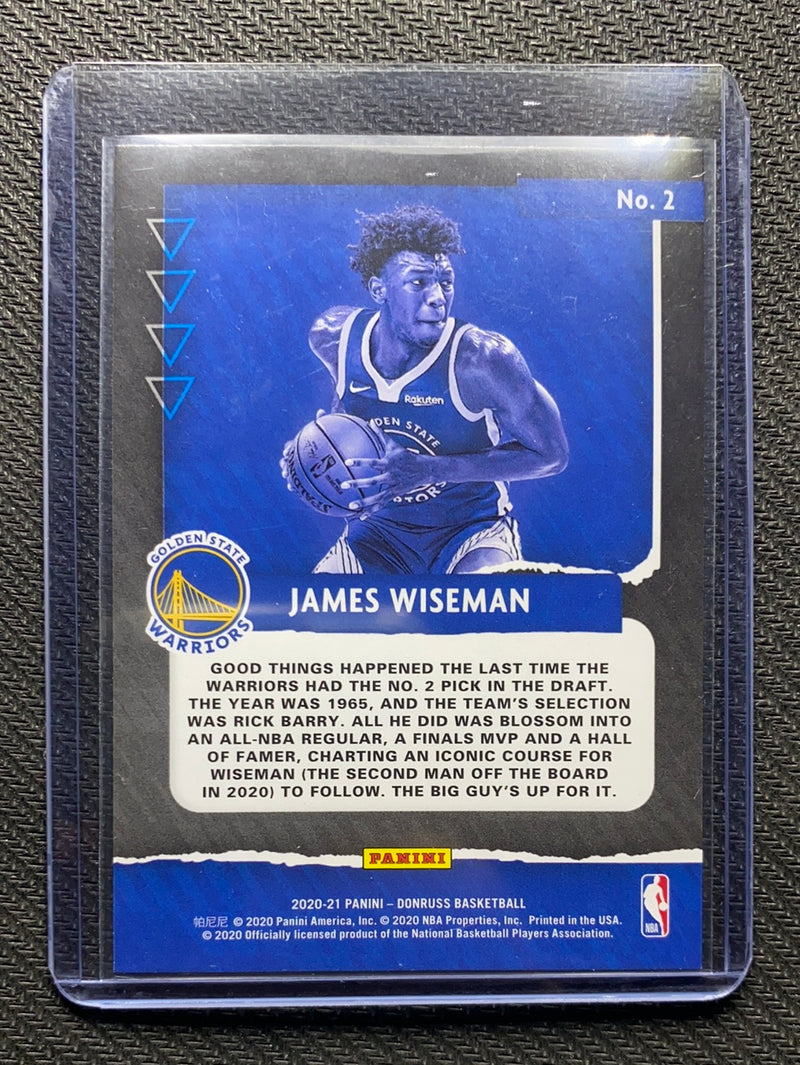 No. 2
Rakuten
DEN STATE
SPALDING
GOLDEN STATE
WARRIORS
JAMES WISEMAN
GOOD THINGS HAPPENED THE LAST TIME THE
WARRIORS HAD THE NO. 2 PICK IN THE DRAFT.
THE YEAR WAS 1965, AND THE TEAM'S SELECTION
WAS RICK BARRY. ALL HE DID WAS BLOSSOM INTO
AN ALL-NBA REGULAR, A FINALS MVP AND A HALL
OF FAMER, CHARTING AN ICONIC COURSE FOR
WISEMAN (THE SECOND MAN OFF THE BOARD
IN 2020) TO FOLLOW. THE BIG GUY'S UP FOR IT.
PANINI
2020-21 PANINI – DONRUSS BASKETBALL
帕尼尼 © 2020 Panini America, Inc. © 2020 NBA Properties, Inc. Printed in the USA.
© 2020 Officially licensed product of the National Basketball Players Association.
NBA